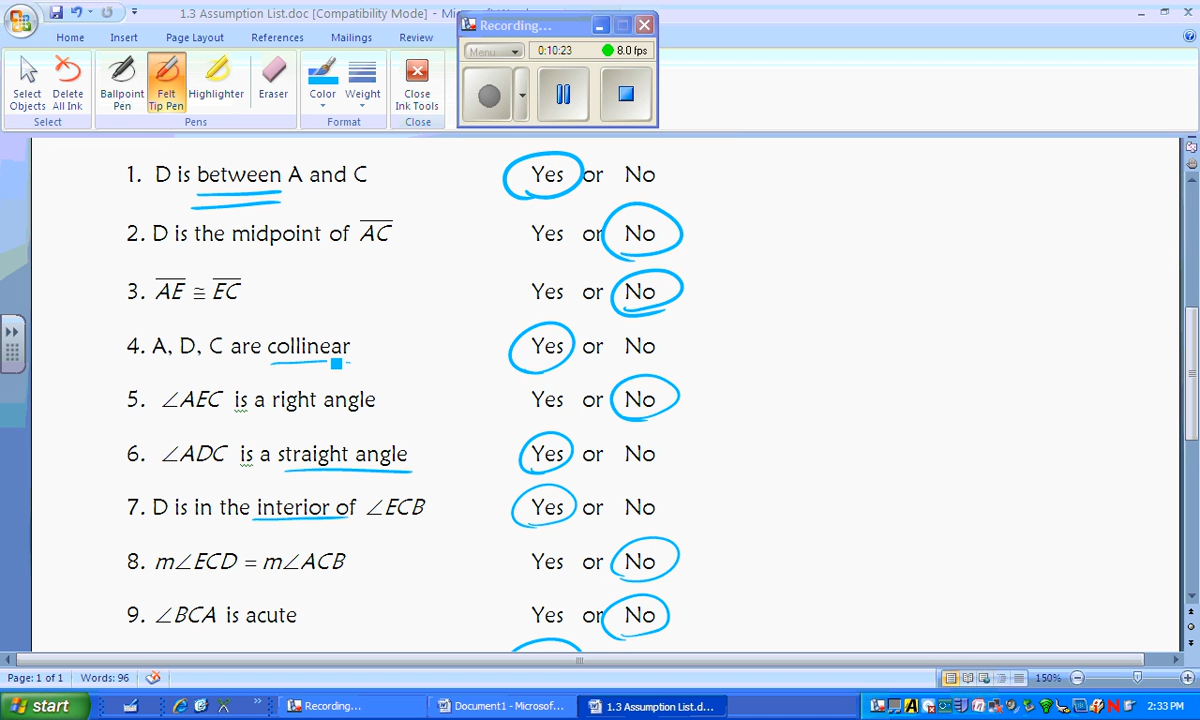 1.3 Assumption List.doc [Compatibility Mode] - Mi
Recording...
Home Insert Page Layout References Mailings Review
Menu 0:10:23 8.0 fps
Select Objects Delete All Ink Ballpoint Pen Felt Tip Pen Highlighter Eraser Color Weight Close Ink Tools
Select Pens Format Close
1. D is between A and C Yes or No
2. D is the midpoint of A̅C̅ Yes or No
3. A̅E̅ ≅ E̅C̅ Yes or No
4. A, D, C are collinear Yes or No
5. ∠AEC is a right angle Yes or No
6. ∠ADC is a straight angle Yes or No
7. D is in the interior of ∠ECB Yes or No
8. m∠ECD = m∠ACB Yes or No
9. ∠BCA is acute Yes or No
Page: 1 of 1 Words: 96 150%
start Recording... Document1 - Microsof... 1.3 Assumption List.d... 2:33 PM